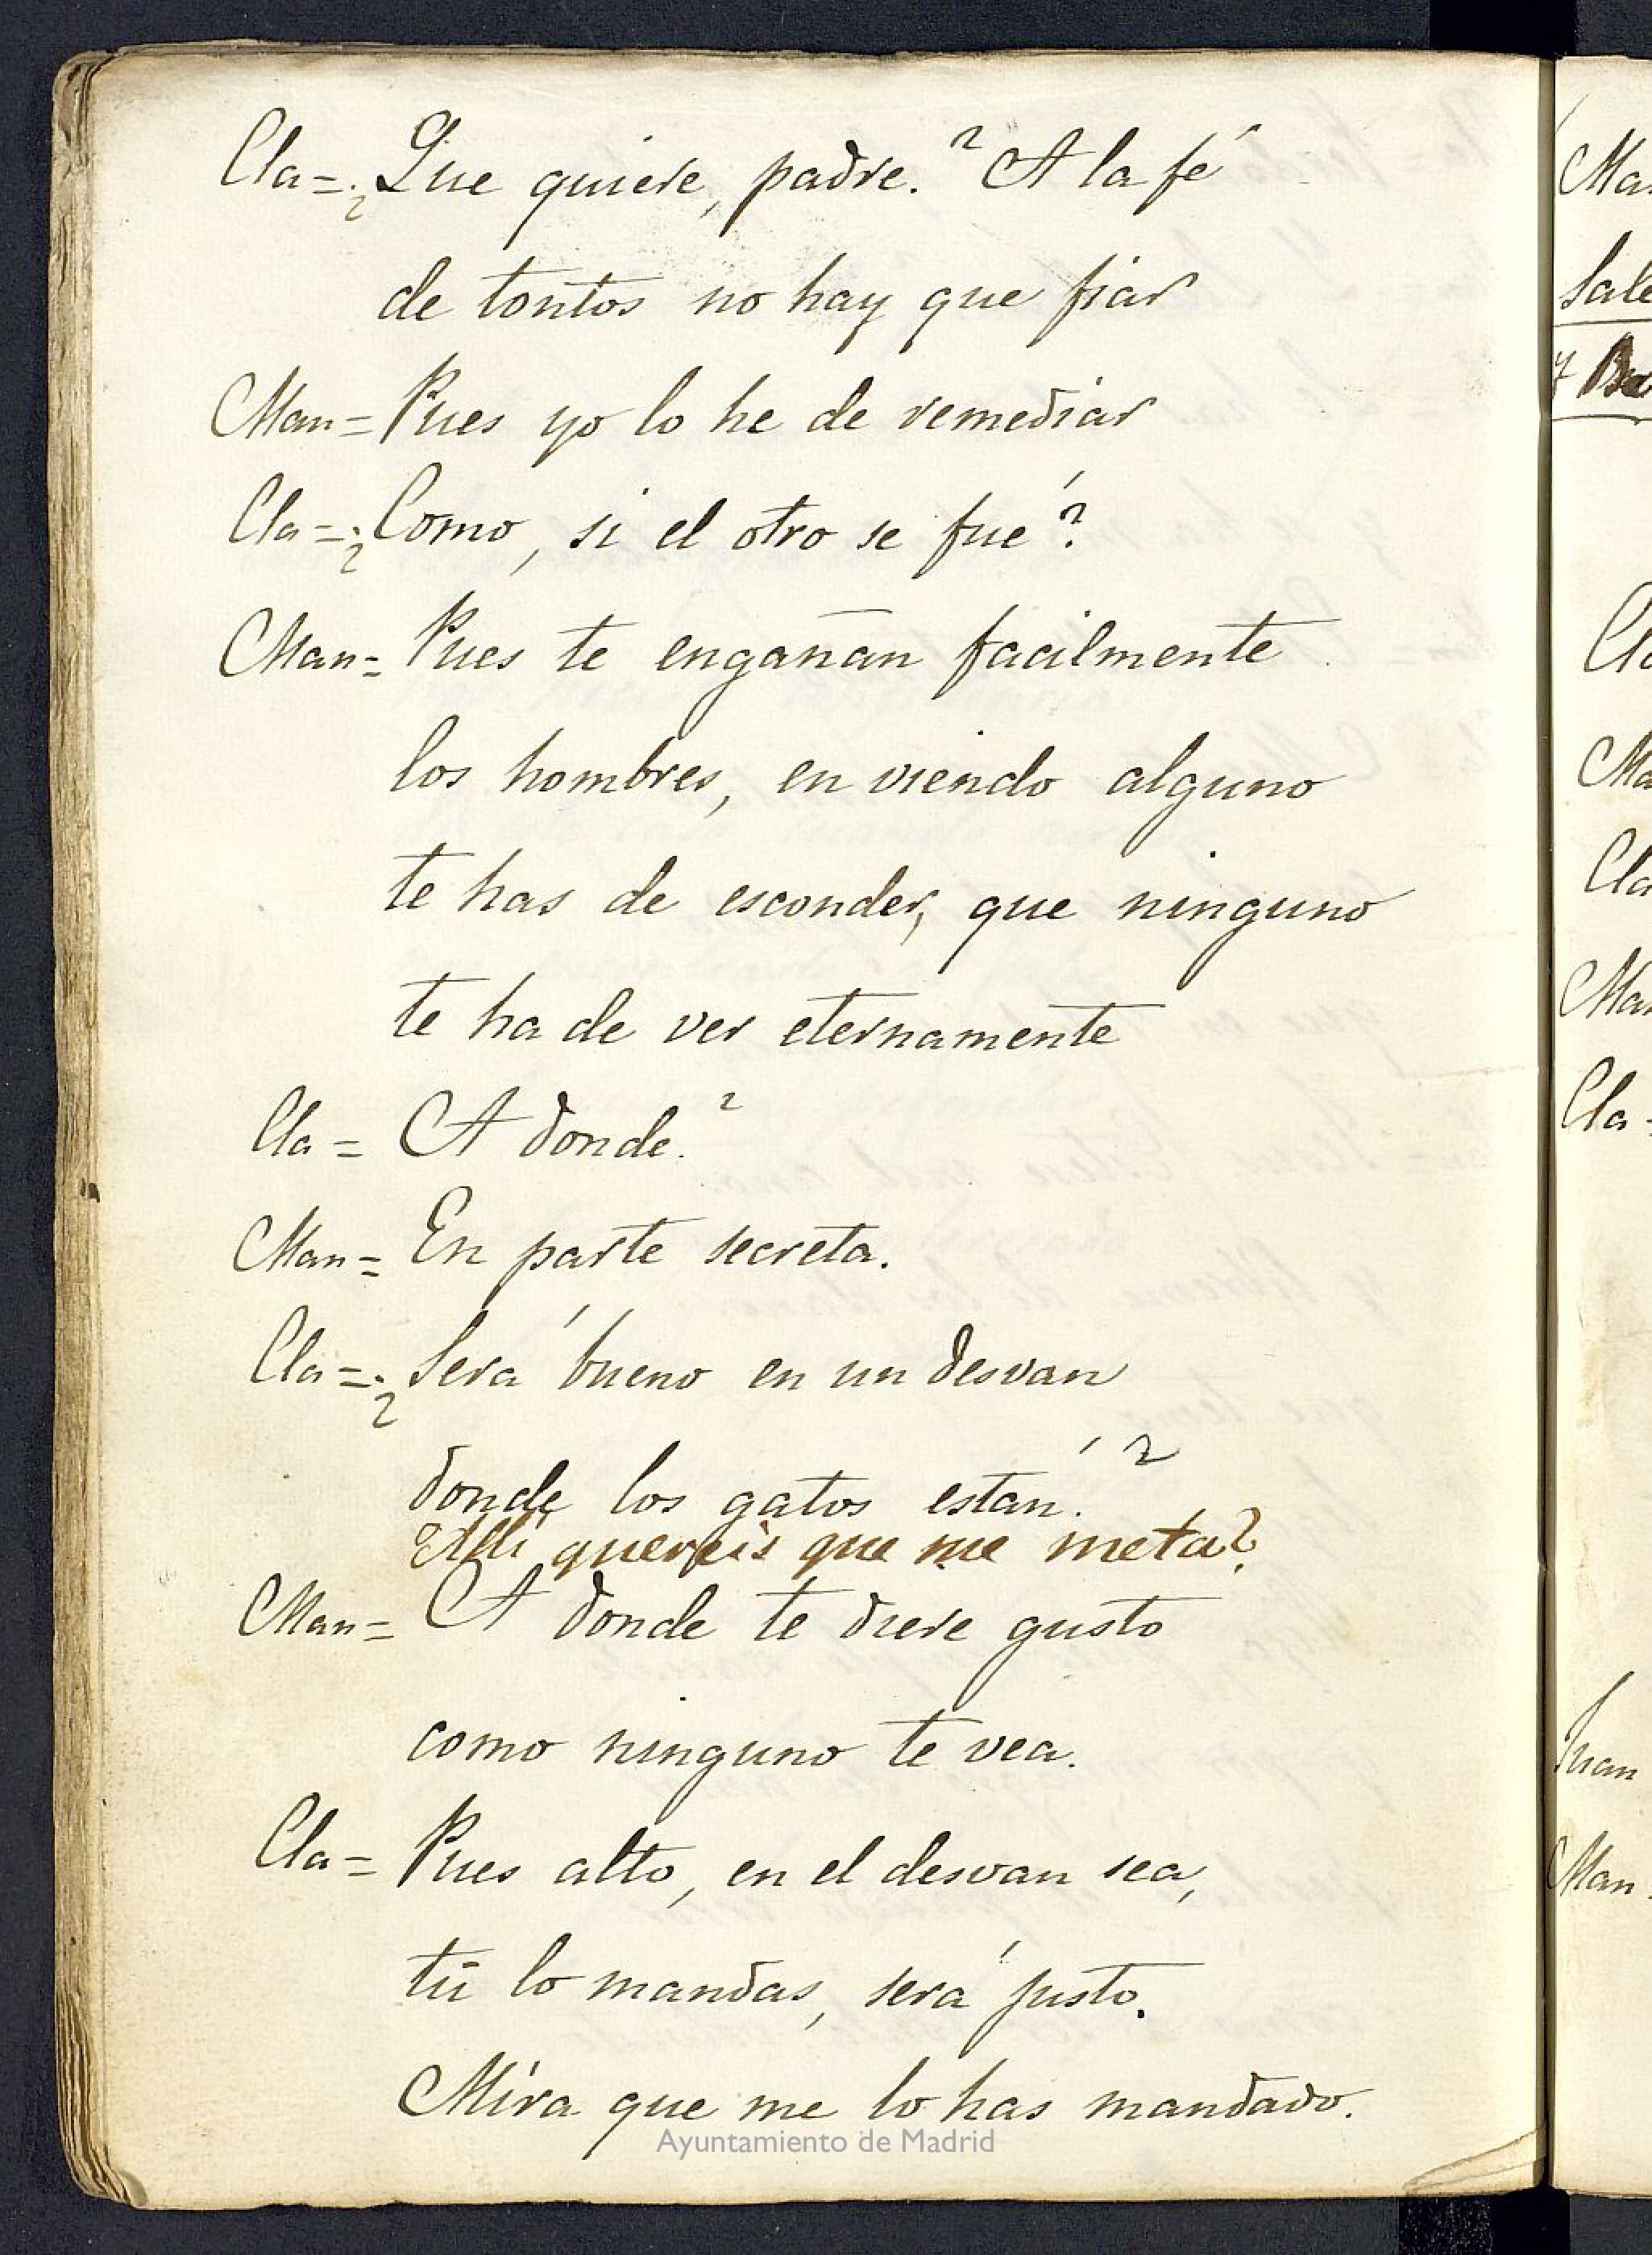 Cla=¿Que quiere, padre.? A la fé
de tontos no hay que fiar
Man= Pues yo lo he de remediar
Cla=¿Como, si el otro se fué?
Man= Pues te engañan facilmente
los hombres, en viendo alguno
te has de esconder, que ninguno
te ha de ver eternamente
Cla= A donde.?
Man= En parte secreta.
Cla=¿Será bueno en un desvan
donde los gatos están.?
Alli quereis que me meta?
Man= A donde te diere gusto
como ninguno te vea.
Cla= Pues alto, en el desvan sea,
tú lo mandas, será justo.
Mira que me lo has mandado.
Ayuntamiento de Madrid
Ma
Sale
Cla
Ma
Cla
Man
Cla-
Juan
Man